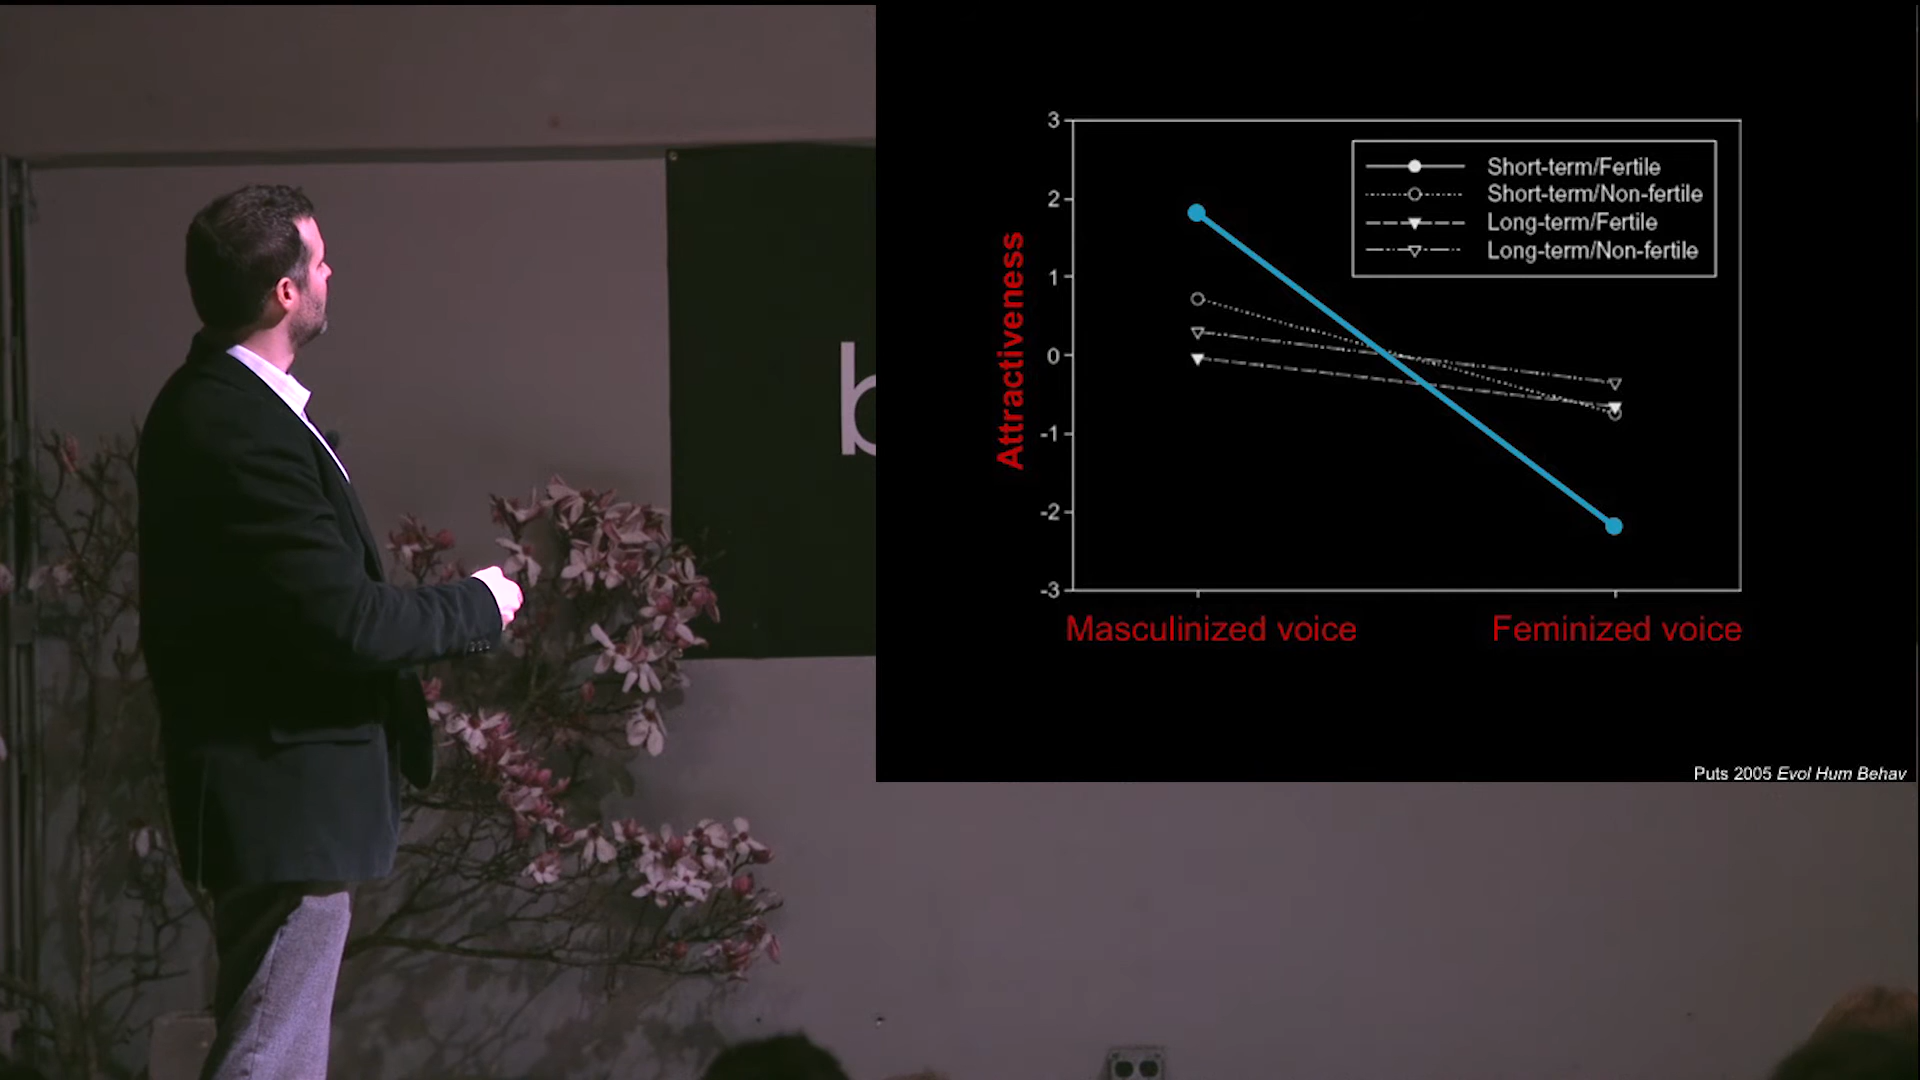 b
3
2
1
0
-1
-2
-3
Attractiveness
Short-term/Fertile
Short-term/Non-fertile
Long-term/Fertile
Long-term/Non-fertile
Masculinized voice
Feminized voice
Puts 2005 Evol Hum Behav